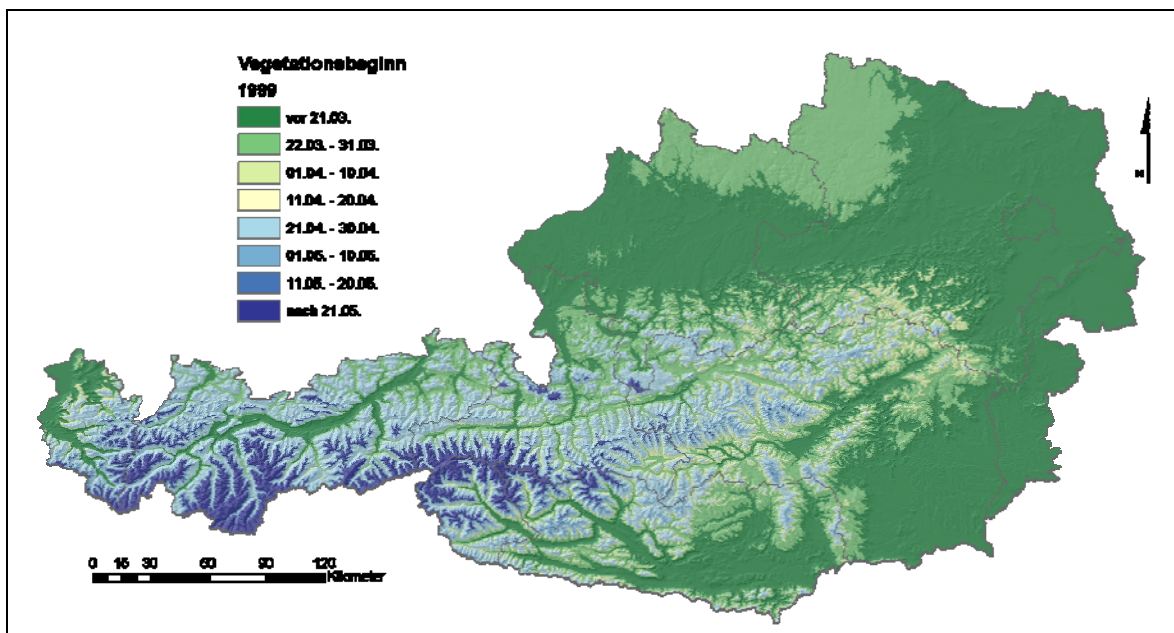 Vegetationsbeginn
1999
vor 21.03.
22.03. - 31.03.
01.04. - 10.04.
11.04. - 20.04.
21.04. - 30.04.
01.05. - 10.05.
11.05. - 20.05.
nach 21.05.
N
0 15 30 60 90 120
Kilometer